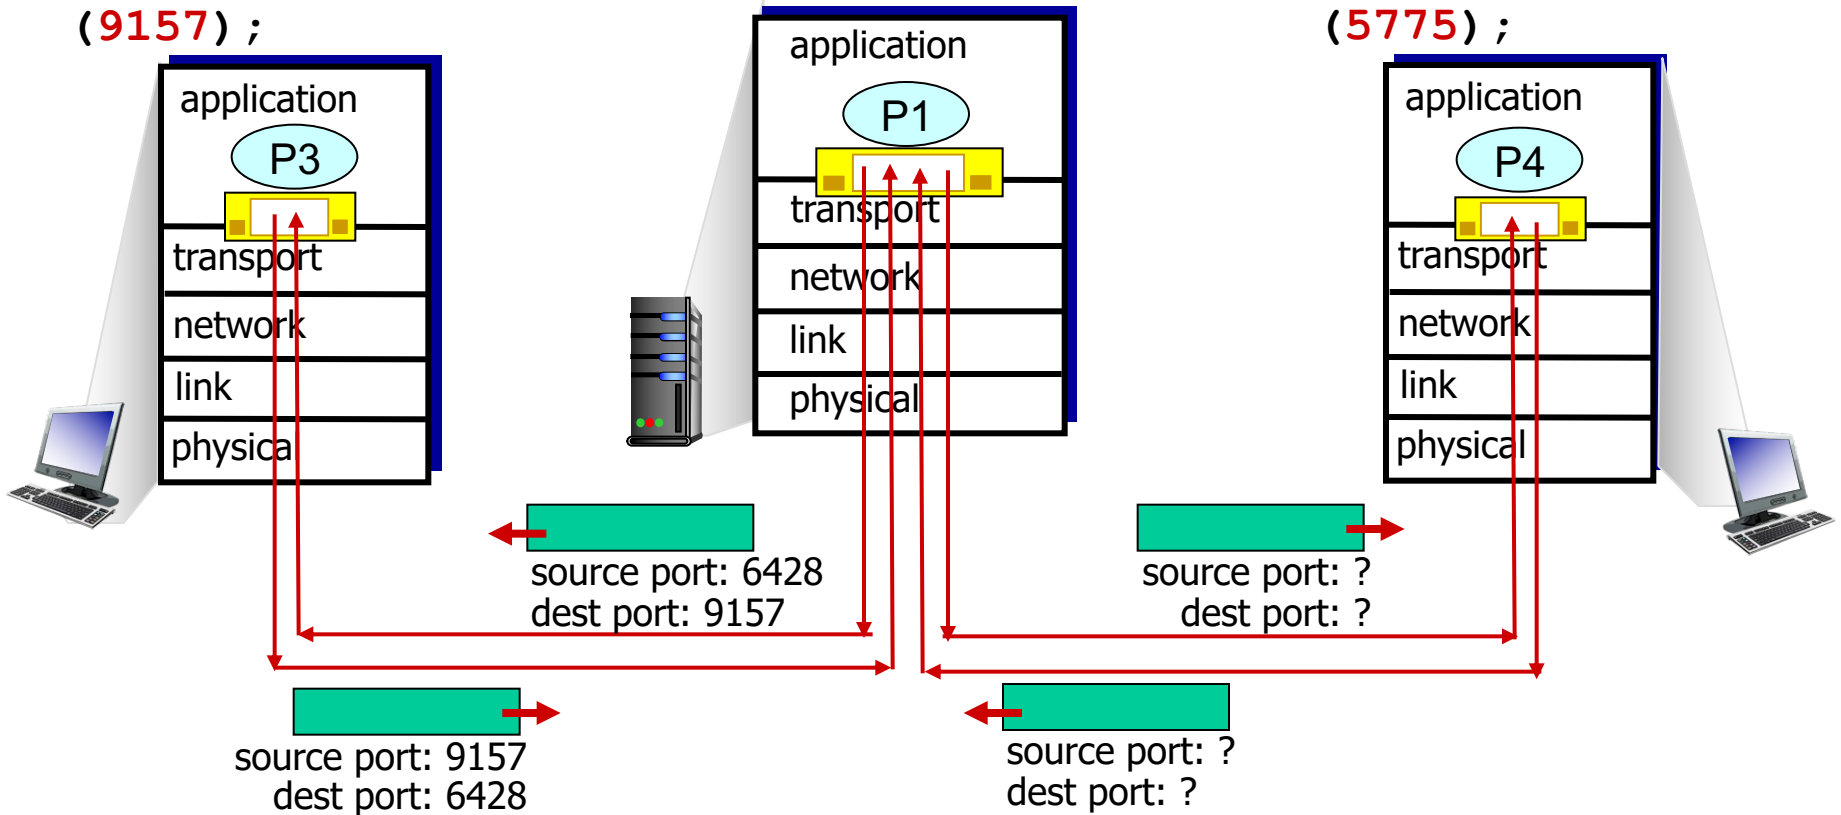 (9157);
application
P3
transport
network
link
physical
application
P1
transport
network
link
physical
(5775);
application
P4
transport
network
link
physical
source port: 6428
dest port: 9157
source port: ?
dest port: ?
source port: 9157
dest port: 6428
source port: ?
dest port: ?